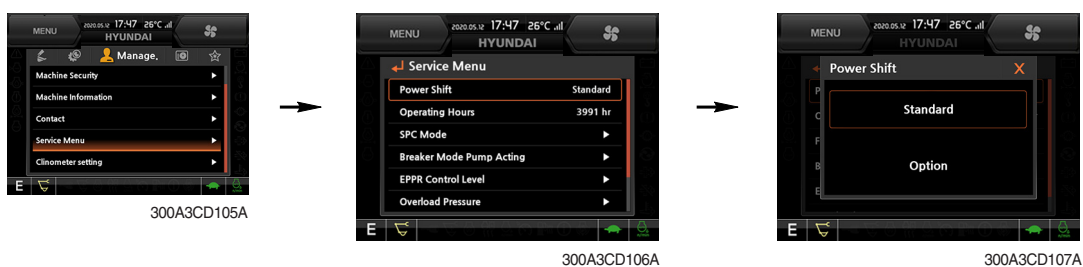 MENU
2020.05.12 17:47 26°C
HYUNDAI
Manage.
Machine Security
Machine Information
Contact
Service Menu
Clinometer setting
E
300A3CD105A
MENU
2020.05.12 17:47 26°C
HYUNDAI
Service Menu
Power Shift Standard
Operating Hours 3991 hr
SPC Mode
Breaker Mode Pump Acting
EPPR Control Level
Overload Pressure
E
300A3CD106A
MENU
2020.05.12 17:47 26°C
HYUNDAI
Power Shift X
Standard
Option
E
300A3CD107A